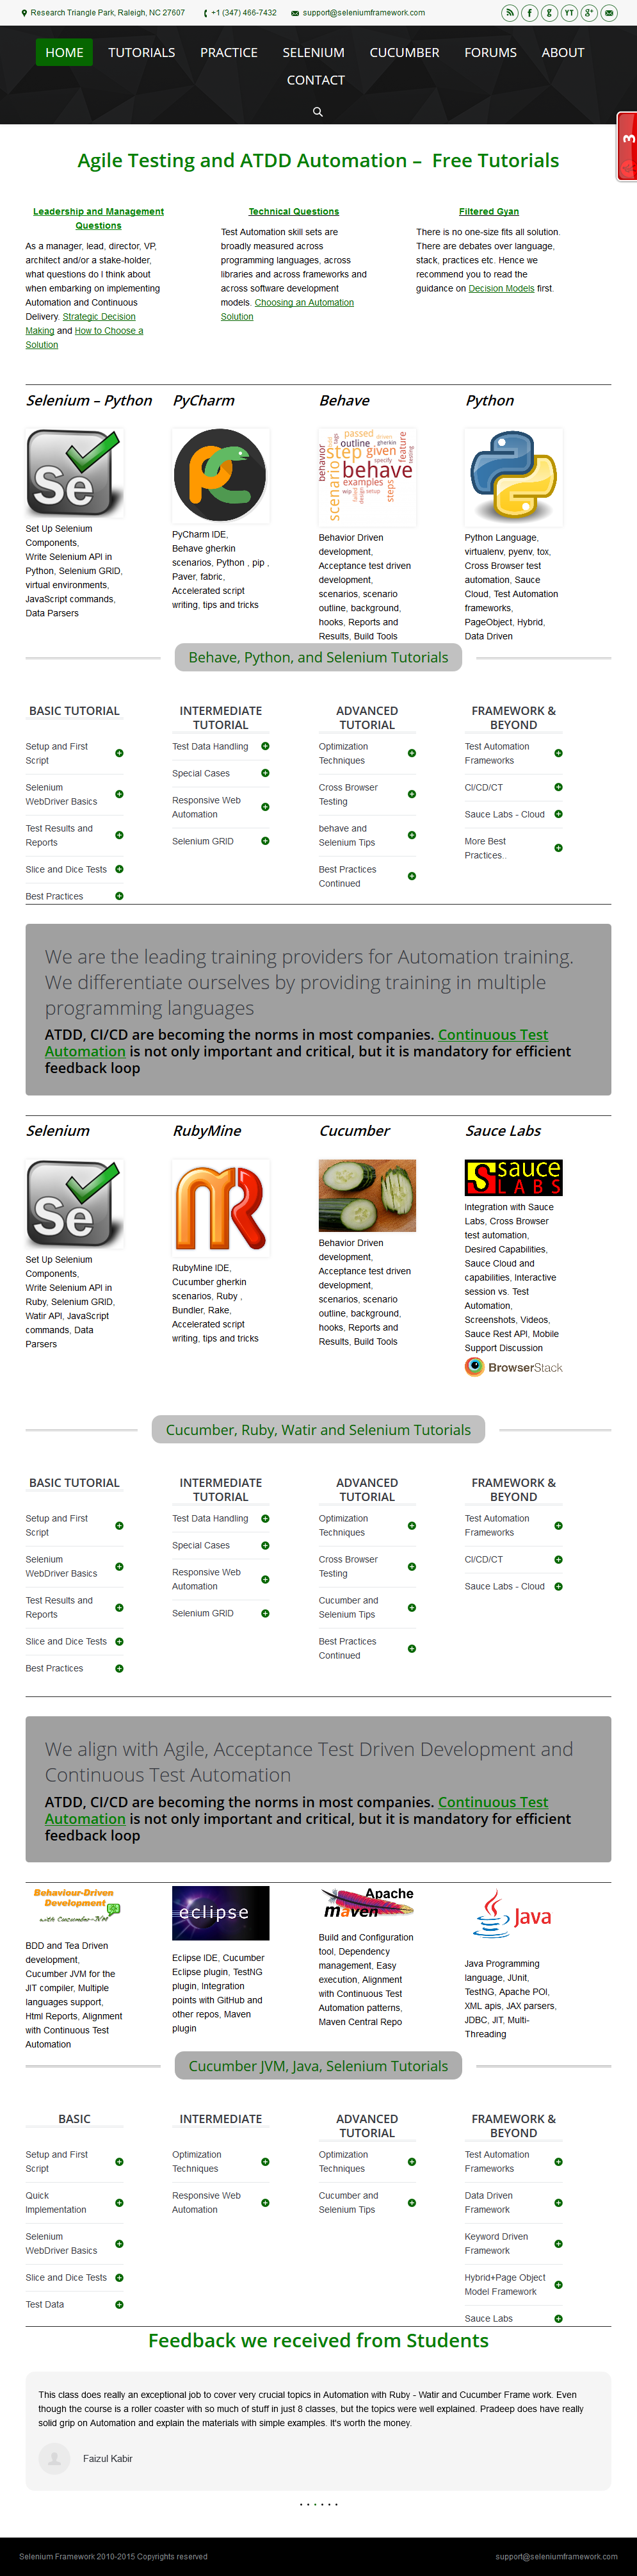 Research Triangle Park, Raleigh, NC 27607 +1 (347) 466-7432 support@seleniumframework.com
HOME TUTORIALS PRACTICE SELENIUM CUCUMBER FORUMS ABOUT
CONTACT
3
Agile Testing and ATDD Automation – Free Tutorials
Leadership and Management
Questions
As a manager, lead, director, VP,
architect and/or a stake-holder,
what questions do I think about
when embarking on implementing
Automation and Continuous
Delivery. Strategic Decision
Making and How to Choose a
Solution
Technical Questions
Test Automation skill sets are
broadly measured across
programming languages, across
libraries and across frameworks and
across software development
models. Choosing an Automation
Solution
Filtered Gyan
There is no one-size fits all solution.
There are debates over language,
stack, practices etc. Hence we
recommend you to read the
guidance on Decision Models first.
Selenium – Python
Se
Set Up Selenium
Components,
Write Selenium API in
Python, Selenium GRID,
virtual environments,
JavaScript commands,
Data Parsers
PyCharm
PC
PyCharm IDE,
Behave gherkin
scenarios, Python , pip ,
Paver, fabric,
Accelerated script
writing, tips and tricks
Behave
passed
outline gherkin
step given
behave
examples
behavior
scenario
feature
testing
steps
setup
Behavior Driven
development,
Acceptance test driven
development,
scenarios, scenario
outline, background,
hooks, Reports and
Results, Build Tools
Python
Python Language,
virtualenv, pyenv, tox,
Cross Browser test
automation, Sauce
Cloud, Test Automation
frameworks,
PageObject, Hybrid,
Data Driven
Behave, Python, and Selenium Tutorials
BASIC TUTORIAL
Setup and First
Script
Selenium
WebDriver Basics
Test Results and
Reports
Slice and Dice Tests
Best Practices
INTERMEDIATE
TUTORIAL
Test Data Handling
Special Cases
Responsive Web
Automation
Selenium GRID
ADVANCED
TUTORIAL
Optimization
Techniques
Cross Browser
Testing
behave and
Selenium Tips
Best Practices
Continued
FRAMEWORK &
BEYOND
Test Automation
Frameworks
CI/CD/CT
Sauce Labs - Cloud
More Best
Practices..
We are the leading training providers for Automation training.
We differentiate ourselves by providing training in multiple
programming languages
ATDD, CI/CD are becoming the norms in most companies. Continuous Test
Automation is not only important and critical, but it is mandatory for efficient
feedback loop
Selenium
Se
Set Up Selenium
Components,
Write Selenium API in
Ruby, Selenium GRID,
Watir API, JavaScript
commands, Data
Parsers
RubyMine
RubyMine IDE,
Cucumber gherkin
scenarios, Ruby ,
Bundler, Rake,
Accelerated script
writing, tips and tricks
Cucumber
Behavior Driven
development,
Acceptance test driven
development,
scenarios, scenario
outline, background,
hooks, Reports and
Results, Build Tools
Sauce Labs
S sauce
LABS
Integration with Sauce
Labs, Cross Browser
test automation,
Desired Capabilities,
Sauce Cloud and
capabilities, Interactive
session vs. Test
Automation,
Screenshots, Videos,
Sauce Rest API, Mobile
Support Discussion
BrowserStack
Cucumber, Ruby, Watir and Selenium Tutorials
BASIC TUTORIAL
Setup and First
Script
Selenium
WebDriver Basics
Test Results and
Reports
Slice and Dice Tests
Best Practices
INTERMEDIATE
TUTORIAL
Test Data Handling
Special Cases
Responsive Web
Automation
Selenium GRID
ADVANCED
TUTORIAL
Optimization
Techniques
Cross Browser
Testing
Cucumber and
Selenium Tips
Best Practices
Continued
FRAMEWORK &
BEYOND
Test Automation
Frameworks
CI/CD/CT
Sauce Labs - Cloud
We align with Agile, Acceptance Test Driven Development and
Continuous Test Automation
ATDD, CI/CD are becoming the norms in most companies. Continuous Test
Automation is not only important and critical, but it is mandatory for efficient
feedback loop
Behaviour-Driven
Development
with Cucumber-JVM
BDD and Tea Driven
development,
Cucumber JVM for the
JIT compiler, Multiple
languages support,
Html Reports, Alignment
with Continuous Test
Automation
eclipse
Eclipse IDE, Cucumber
Eclipse plugin, TestNG
plugin, Integration
points with GitHub and
other repos, Maven
plugin
Apache
maven
Build and Configuration
tool, Dependency
management, Easy
execution, Alignment
with Continuous Test
Automation patterns,
Maven Central Repo
Java
Java Programming
language, JUnit,
TestNG, Apache POI,
XML apis, JAX parsers,
JDBC, JIT, Multi-
Threading
Cucumber JVM, Java, Selenium Tutorials
BASIC
Setup and First
Script
Quick
Implementation
Selenium
WebDriver Basics
Slice and Dice Tests
Test Data
INTERMEDIATE
Optimization
Techniques
Responsive Web
Automation
ADVANCED
TUTORIAL
Optimization
Techniques
Cucumber and
Selenium Tips
FRAMEWORK &
BEYOND
Test Automation
Frameworks
Data Driven
Framework
Keyword Driven
Framework
Hybrid+Page Object
Model Framework
Sauce Labs
Feedback we received from Students
This class does really an exceptional job to cover very crucial topics in Automation with Ruby - Watir and Cucumber Frame work. Even
though the course is a roller coaster with so much of stuff in just 8 classes, but the topics were well explained. Pradeep does have really
solid grip on Automation and explain the materials with simple examples. It's worth the money.
Faizul Kabir
Selenium Framework 2010-2015 Copyrights reserved support@seleniumframework.com